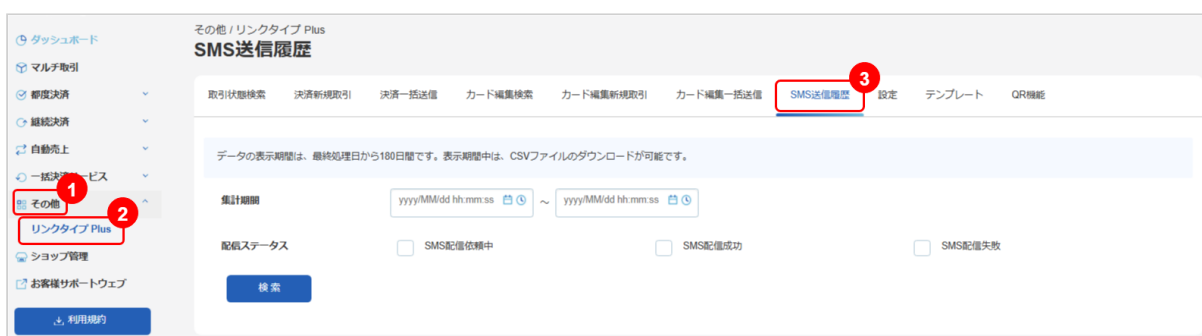 ダッシュボード
マルチ取引
都度決済
継続決済
自動売上
一括決済サービス
1
その他
2
リンクタイプ Plus
ショップ管理
お客様サポートウェブ
利用規約
その他 / リンクタイプ Plus
SMS送信履歴
3
取引状態検索 決済新規取引 決済一括送信 カード編集検索 カード編集新規取引 カード編集一括送信 SMS送信履歴 設定 テンプレート QR機能
データの表示期間は、最終処理日から180日間です。表示期間中は、CSVファイルのダウンロードが可能です。
集計期間 yyyy/MM/dd hh:mm:ss ~ yyyy/MM/dd hh:mm:ss
配信ステータス SMS配信依頼中 SMS配信成功 SMS配信失敗
検索